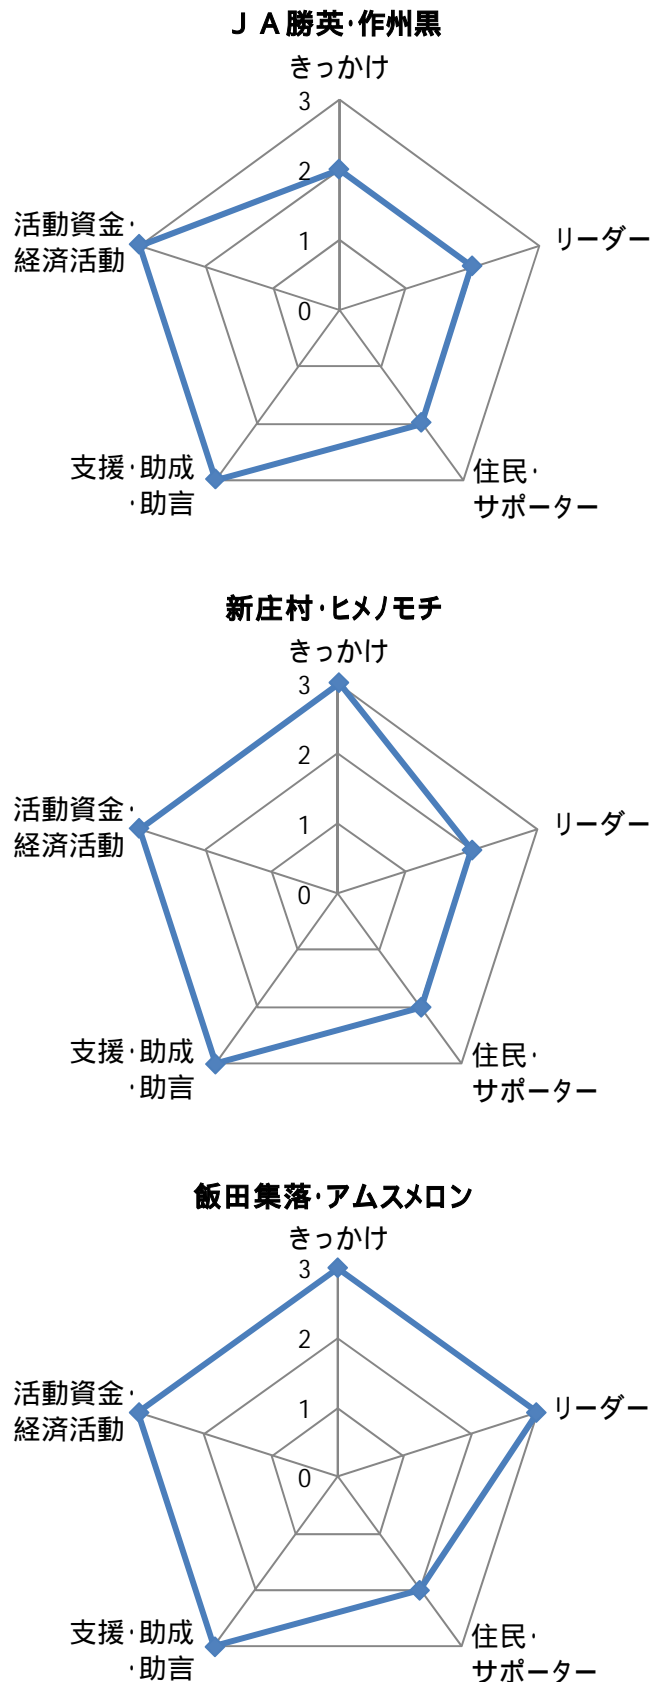 ＪＡ勝英・作州黒
きっかけ
3
2
1
0
リーダー
住民・
サポーター
支援・助成
・助言
活動資金・
経済活動
新庄村・ヒメノモチ
きっかけ
3
2
1
0
リーダー
住民・
サポーター
支援・助成
・助言
活動資金・
経済活動
飯田集落・アムスメロン
きっかけ
3
2
1
0
リーダー
住民・
サポーター
支援・助成
・助言
活動資金・
経済活動